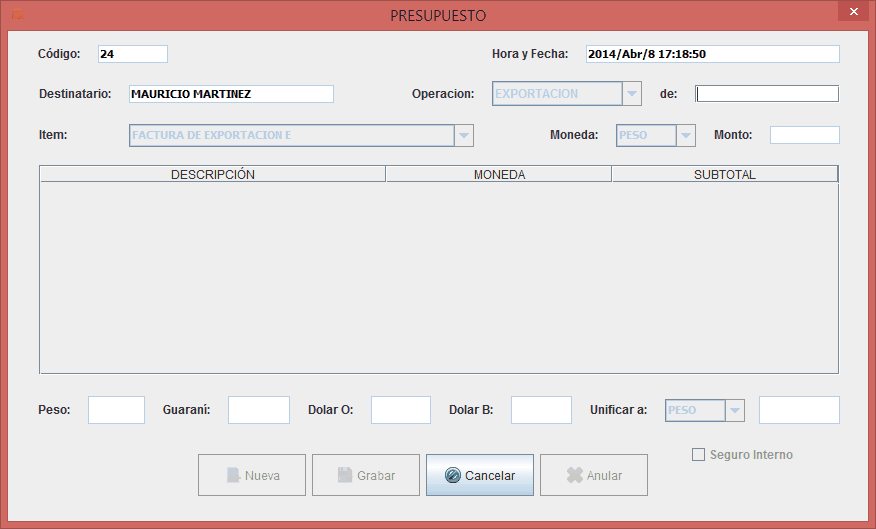 PRESUPUESTO
Código: 24 Hora y Fecha: 2014/Abr/8 17:18:50
Destinatario: MAURICIO MARTINEZ Operacion: EXPORTACION de:
Item: FACTURA DE EXPORTACION E Moneda: PESO Monto:
DESCRIPCIÓN MONEDA SUBTOTAL
Peso: Guaraní: Dolar O: Dolar B: Unificar a: PESO
Seguro Interno
Nueva Grabar Cancelar Anular